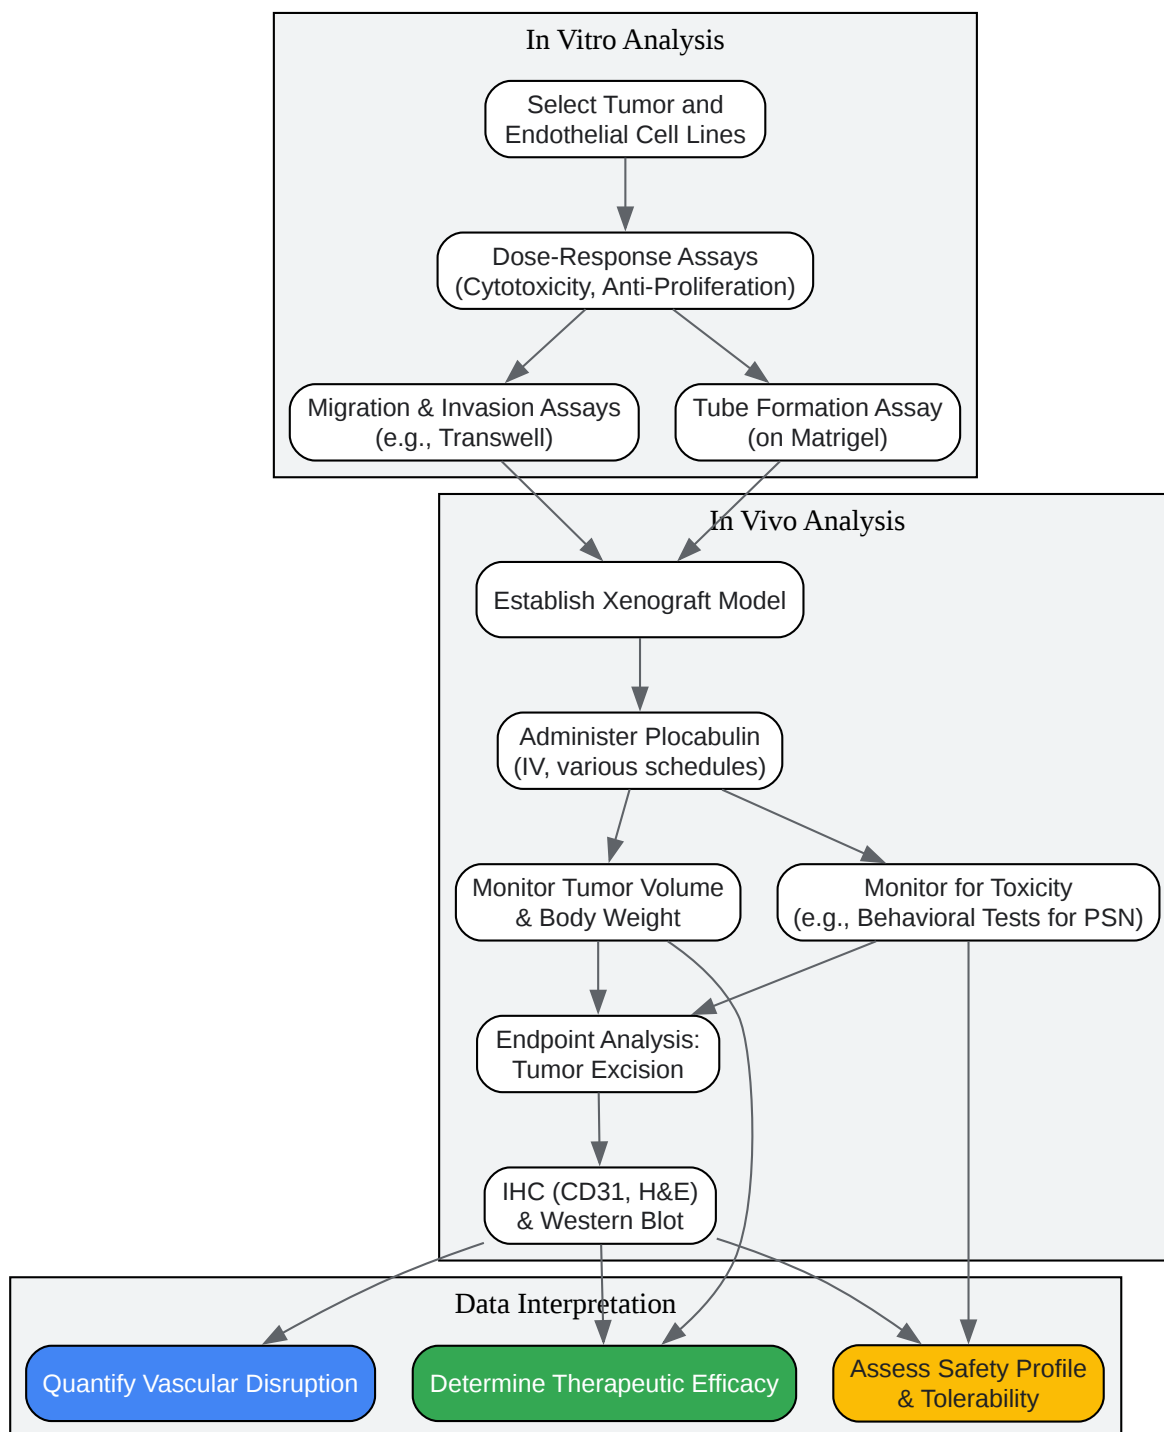 In Vitro Analysis
Select Tumor and
Endothelial Cell Lines
Dose-Response Assays
(Cytotoxicity, Anti-Proliferation)
Migration & Invasion Assays
(e.g., Transwell)
Tube Formation Assay
(on Matrigel)
In Vivo Analysis
Establish Xenograft Model
Administer Plocabulin
(IV, various schedules)
Monitor Tumor Volume
& Body Weight
Monitor for Toxicity
(e.g., Behavioral Tests for PSN)
Endpoint Analysis:
Tumor Excision
IHC (CD31, H&E)
& Western Blot
Data Interpretation
Quantify Vascular Disruption
Determine Therapeutic Efficacy
Assess Safety Profile
& Tolerability